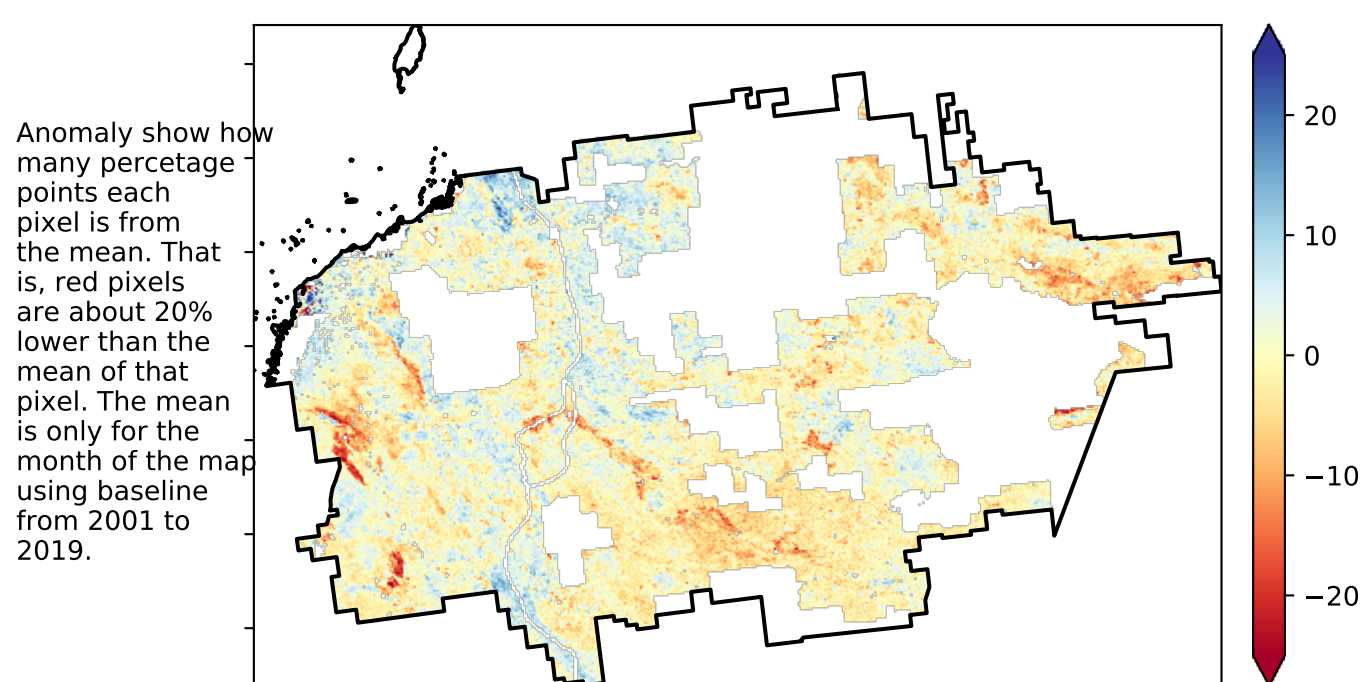 Anomaly show how
many percetage
points each
pixel is from
the mean. That
is, red pixels
are about 20%
lower than the
mean of that
pixel. The mean
is only for the
month of the map
using baseline
from 2001 to
2019.
20
10
0
−10
−20